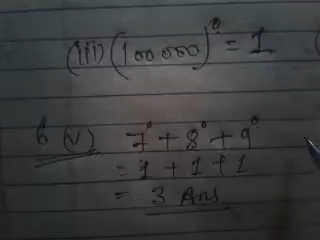 (iii) (100000)⁰ = 1
6 (v) 7⁰ + 8⁰ + 9⁰
= 1 + 1 + 1
= 3 Ans